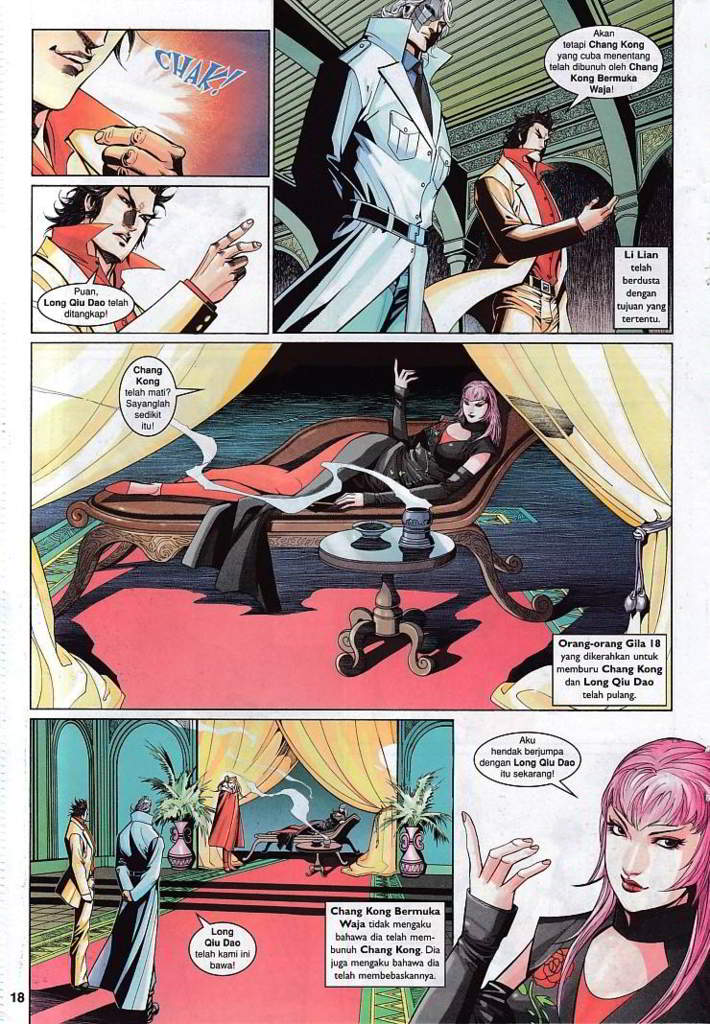 CHAK!
Puan,
Long Qiu Dao telah
ditangkap!
Akan
tetapi Chang Kong
yang cuba menentang
telah dibunuh oleh Chang
Kong Bermuka
Waja!
Li Lian
telah
berdusta
dengan
tujuan yang
tertentu.
Chang
Kong
telah mati?
Sayanglah
sedikit
itu!
Orang-orang Gila 18
yang dikerahkan untuk
memburu Chang Kong
dan Long Qiu Dao
telah pulang.
Long
Qiu Dao
telah kami ini
bawa!
Chang Kong Bermuka
Waja tidak mengaku
bahawa dia telah mem-
bunuh Chang Kong. Dia
juga mengaku bahawa dia
telah membebaskannya.
Aku
hendak berjumpa
dengan Long Qiu Dao
itu sekarang!
18